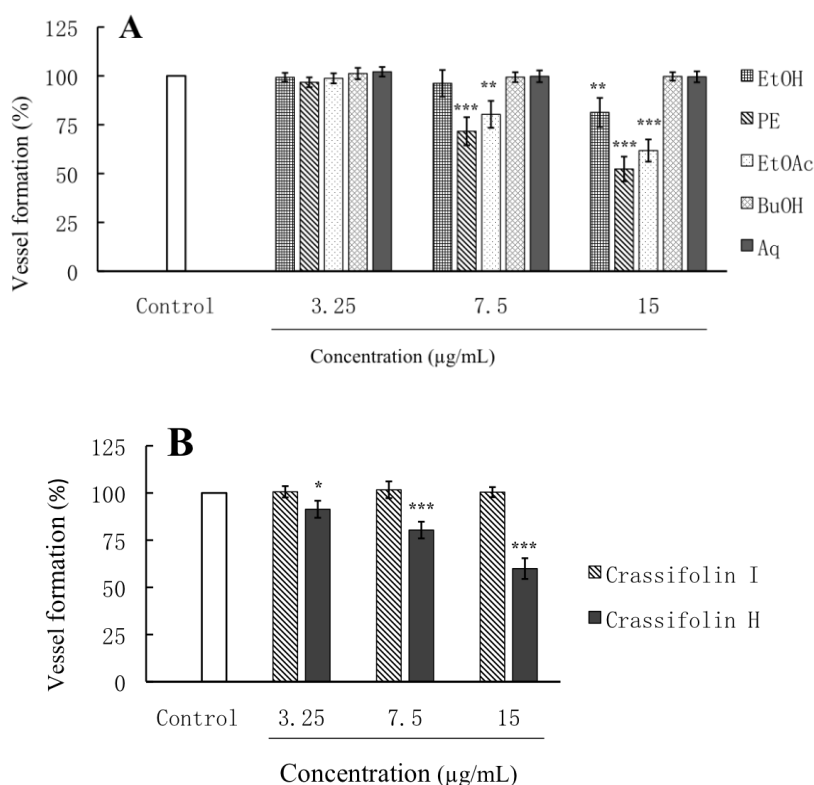 A
125
100
75
50
25
0
Vessel formation (%)
** 
***
**
***
***
EtOH
PE
EtOAc
BuOH
Aq
Control 3.25 7.5 15
Concentration (µg/mL)
B
125
100
75
50
25
0
Vessel formation (%)
*
***
***
Crassifolin I
Crassifolin H
Control 3.25 7.5 15
Concentration (µg/mL)